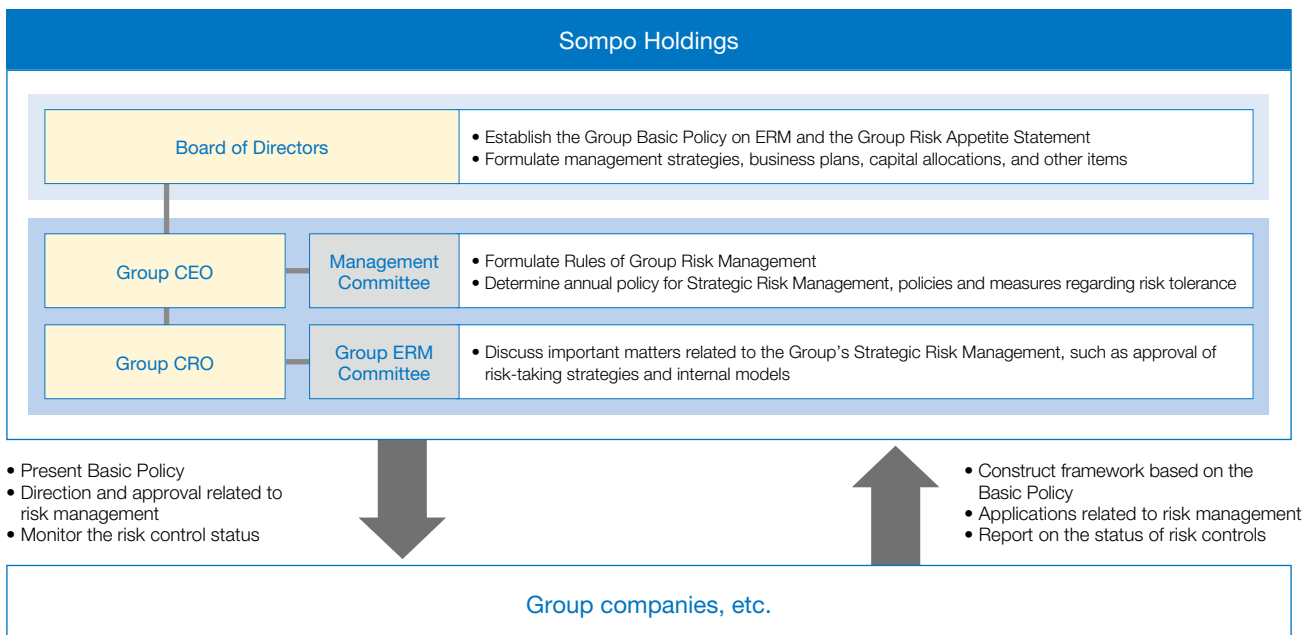 Sompo Holdings
Board of Directors
• Establish the Group Basic Policy on ERM and the Group Risk Appetite Statement
• Formulate management strategies, business plans, capital allocations, and other items
Group CEO
Management
Committee
• Formulate Rules of Group Risk Management
• Determine annual policy for Strategic Risk Management, policies and measures regarding risk tolerance
Group CRO
Group ERM
Committee
• Discuss important matters related to the Group's Strategic Risk Management, such as approval of
risk-taking strategies and internal models
• Present Basic Policy
• Direction and approval related to
risk management
• Monitor the risk control status
• Construct framework based on the
Basic Policy
• Applications related to risk management
• Report on the status of risk controls
Group companies, etc.